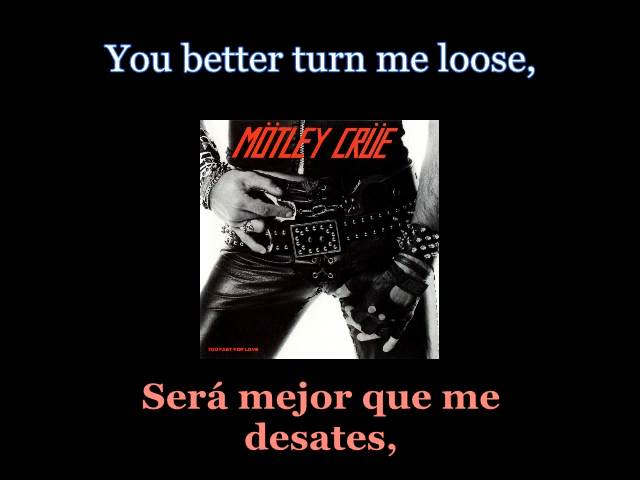 You better turn me loose,
MÖTLEY CRÜE
TOO FAST FOR LOVE
Será mejor que me
desates,